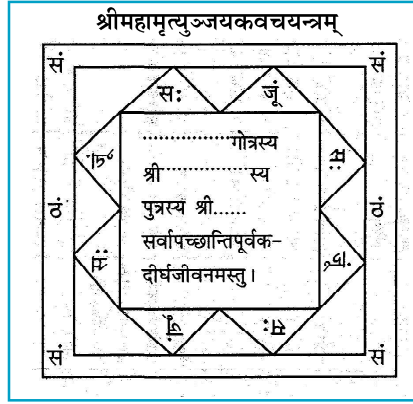 श्रीमहामृत्युञ्जयकवचयन्त्रम्
सं सं
सः जूं
जूं सः
वं वं
सः जूं
जूं सः
सं सं
....................गोत्रस्य
श्री....................स्य
पुत्रस्य श्री......
सर्वापच्छान्तिपूर्वक-
दीर्घजीवनमस्तु।